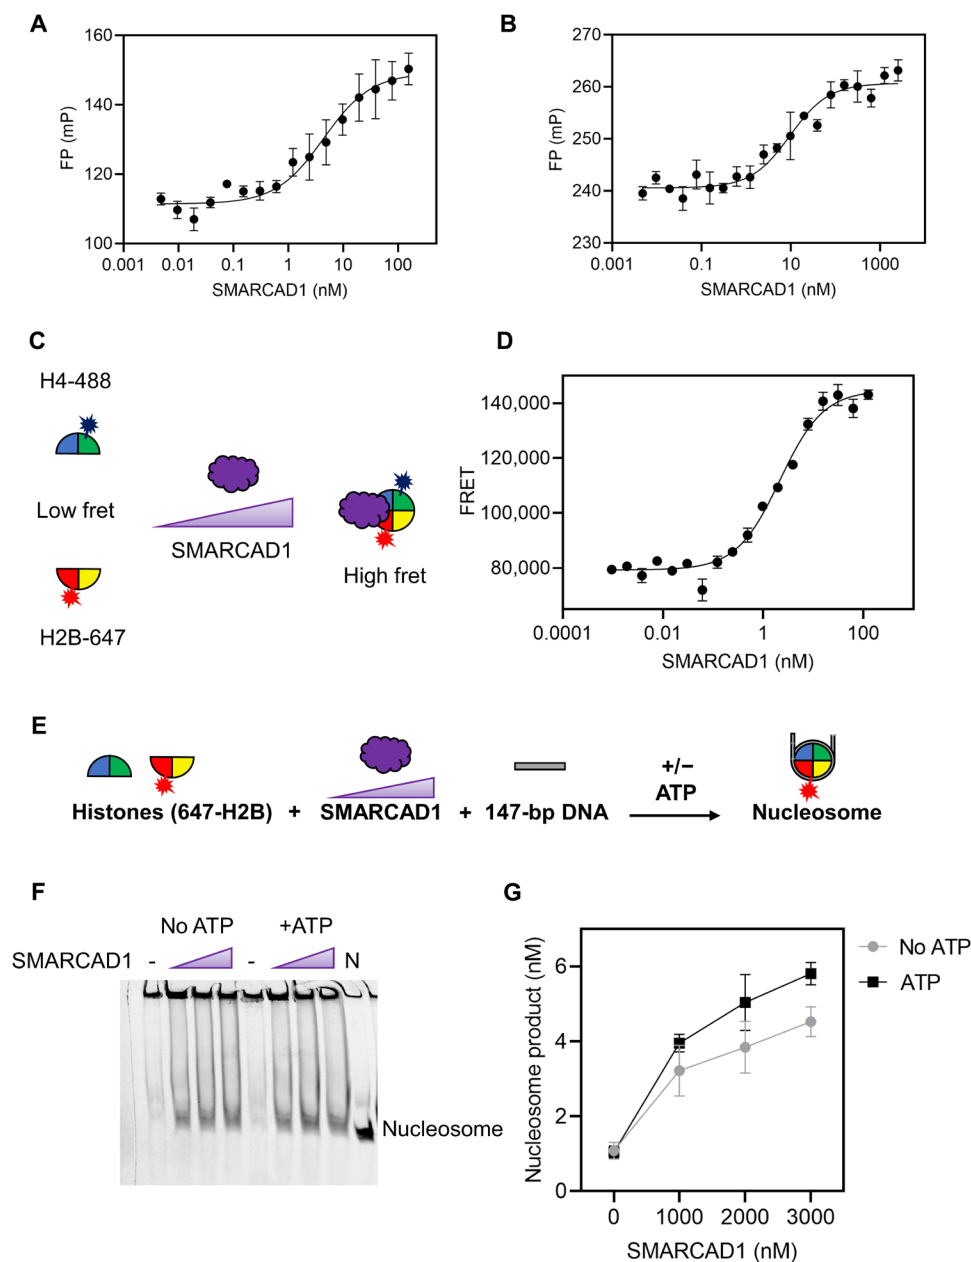 A
160
140
120
100
FP (mP)
0.001
0.01
0.1
1
10
100
SMARCAD1 (nM)
B
270
260
250
240
230
FP (mP)
0.001
0.1
10
1000
SMARCAD1 (nM)
C
H4-488
Low fret
SMARCAD1
High fret
H2B-647
D
140,000
120,000
100,000
80,000
FRET
0.0001
0.01
1
100
SMARCAD1 (nM)
E
+/−
ATP
Histones (647-H2B) + SMARCAD1 + 147-bp DNA
Nucleosome
F
No ATP
+ATP
SMARCAD1 - - N
Nucleosome
G
6
4
2
0
Nucleosome product (nM)
0
1000
2000
3000
SMARCAD1 (nM)
No ATP
ATP